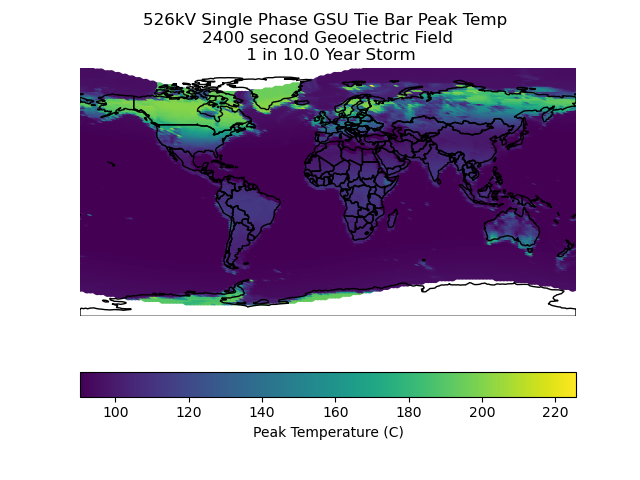 526kV Single Phase GSU Tie Bar Peak Temp
2400 second Geoelectric Field
1 in 10.0 Year Storm
100 120 140 160 180 200 220
Peak Temperature (C)